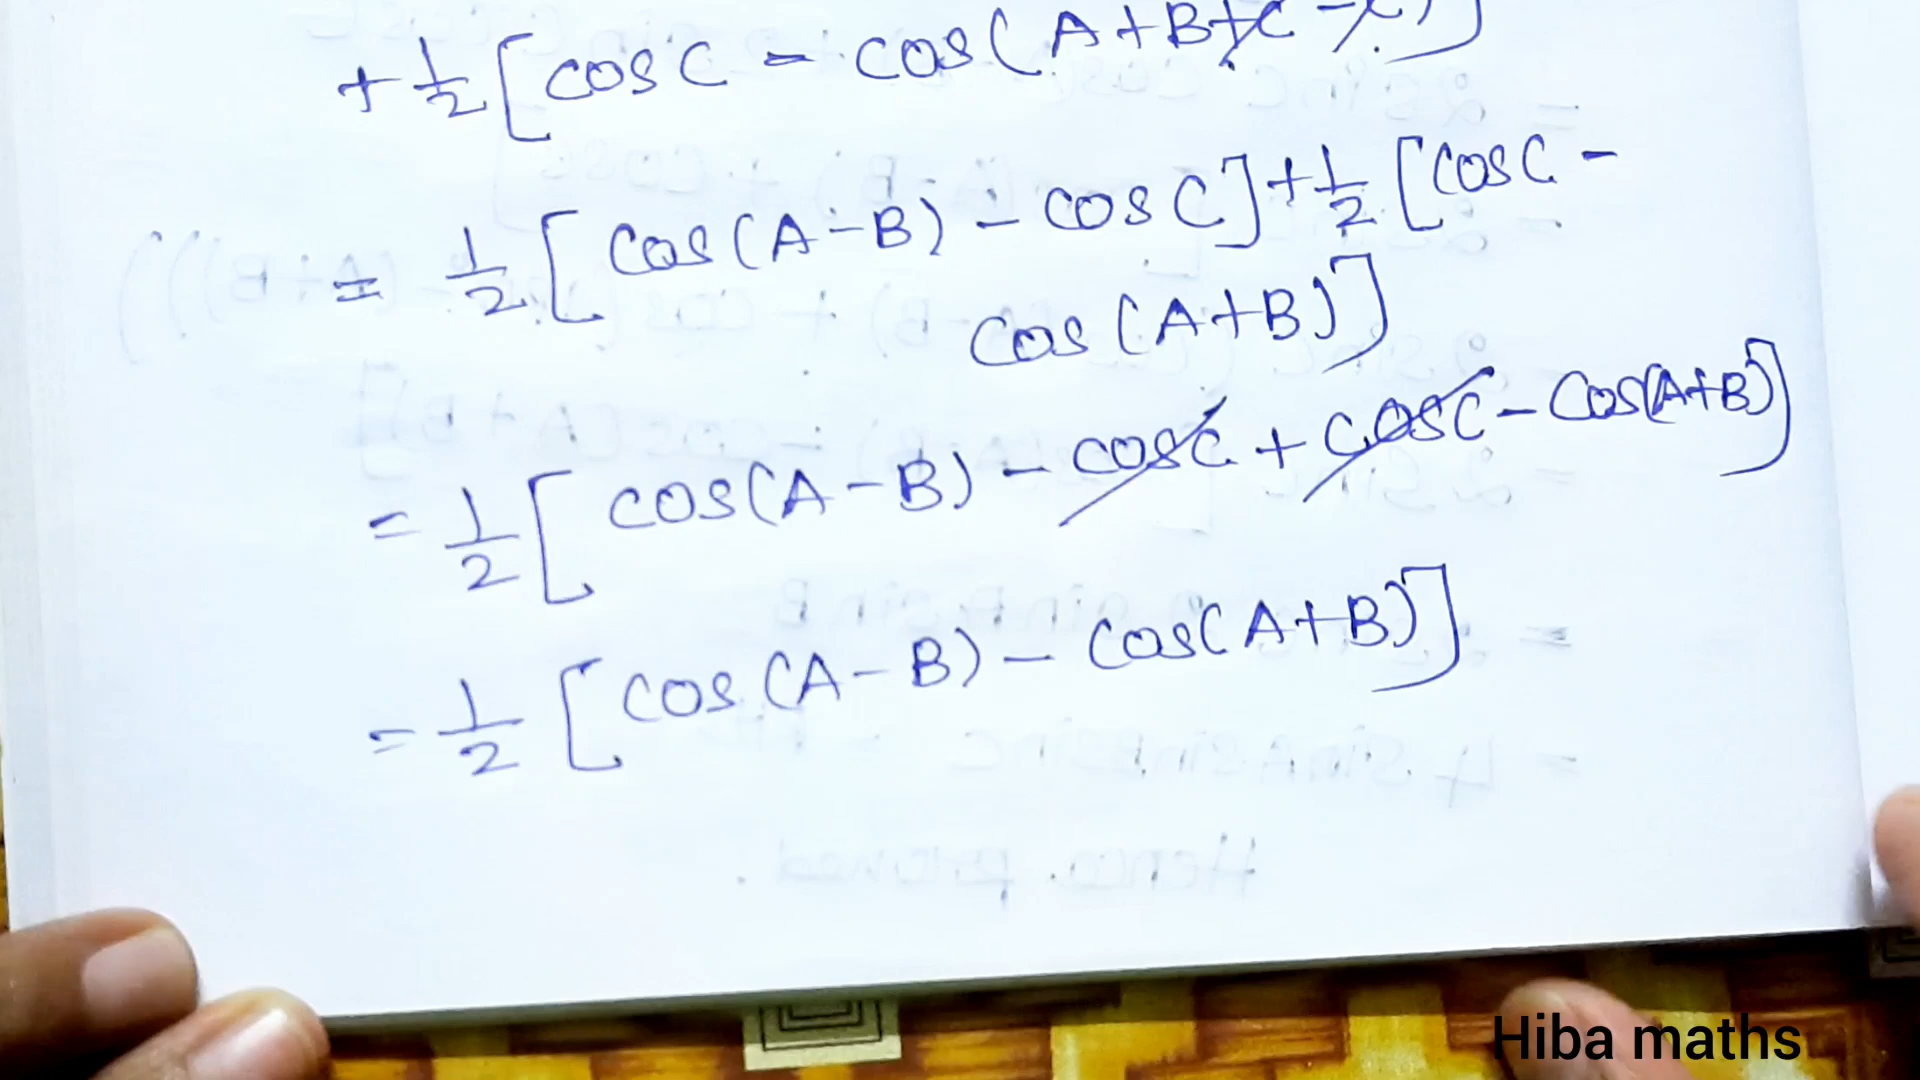 + 1/2 [cos C - cos(A+B+C-C)]
= 1/2 [cos(A-B) - cos C] + 1/2 [cos C -
cos(A+B)]
= 1/2 [cos(A-B) - cos C + cos C - cos(A+B)]
= 1/2 [cos(A-B) - cos(A+B)]
Hiba maths